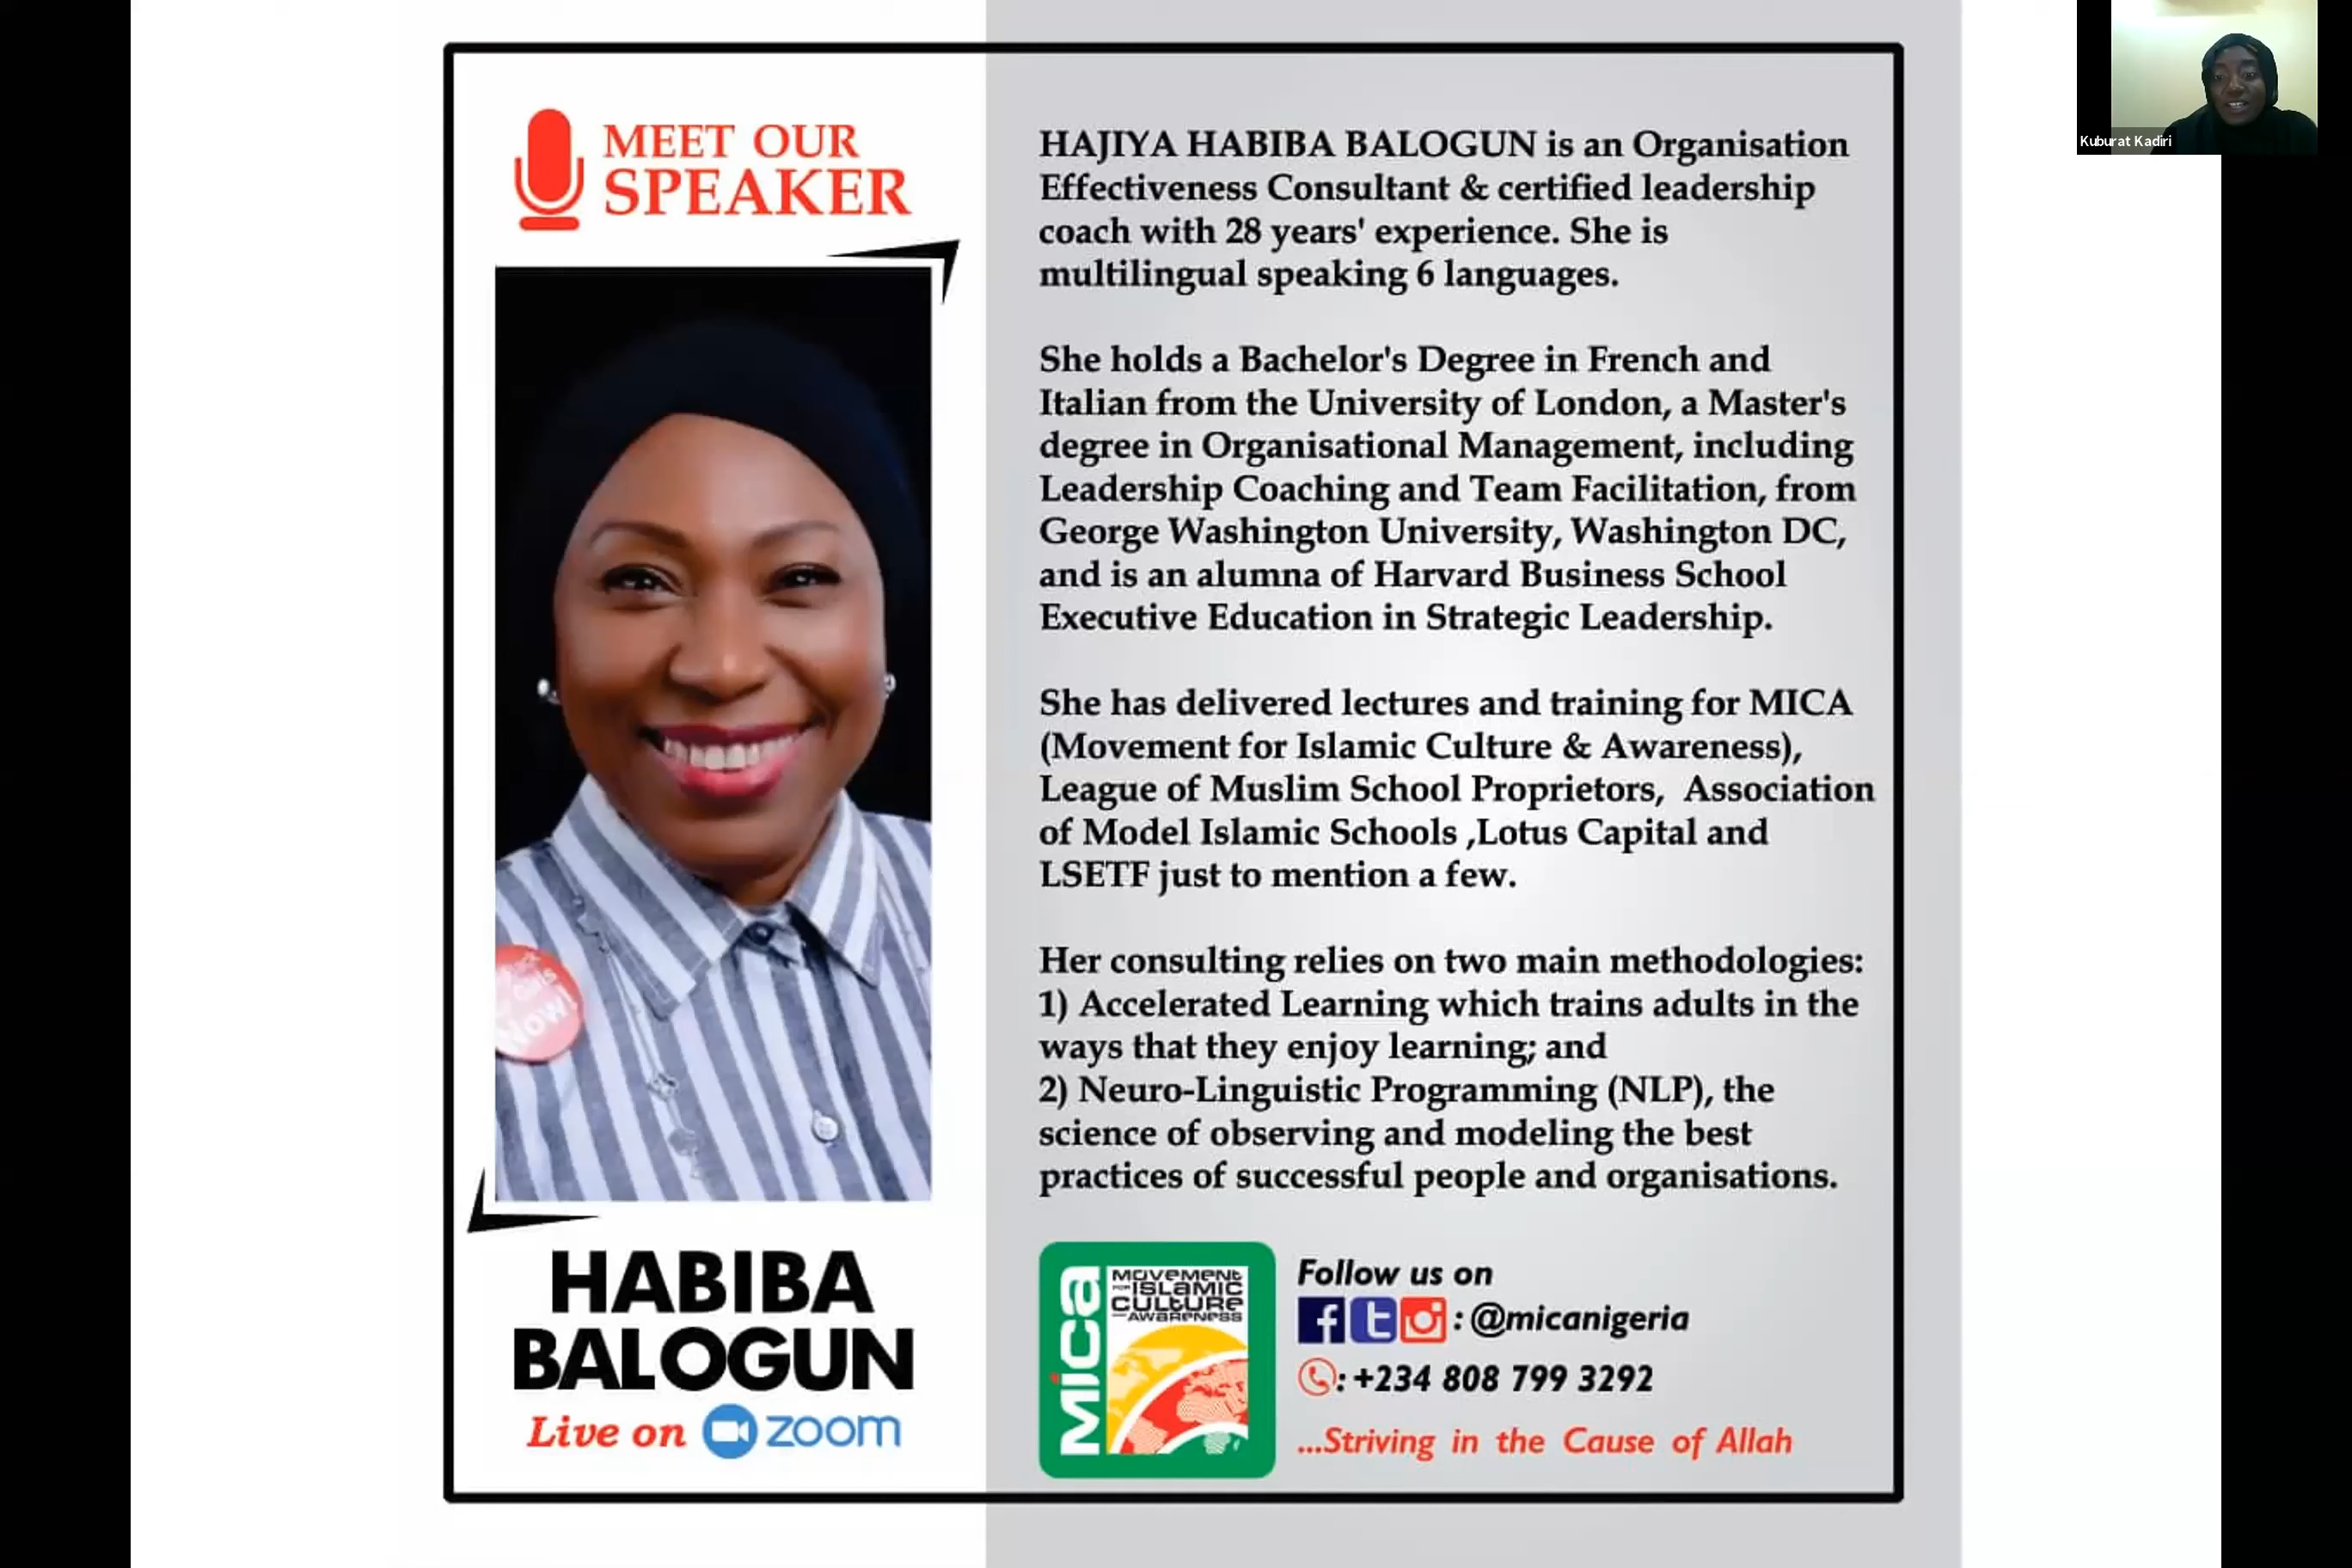 MEET OUR
SPEAKER
HABIBA
BALOGUN
Live on zoom
HAJIYA HABIBA BALOGUN is an Organisation
Effectiveness Consultant & certified leadership
coach with 28 years' experience. She is
multilingual speaking 6 languages.
She holds a Bachelor's Degree in French and
Italian from the University of London, a Master's
degree in Organisational Management, including
Leadership Coaching and Team Facilitation, from
George Washington University, Washington DC,
and is an alumna of Harvard Business School
Executive Education in Strategic Leadership.
She has delivered lectures and training for MICA
(Movement for Islamic Culture & Awareness),
League of Muslim School Proprietors,  Association
of Model Islamic Schools ,Lotus Capital and
LSETF just to mention a few.
Her consulting relies on two main methodologies:
1) Accelerated Learning which trains adults in the
ways that they enjoy learning; and
2) Neuro-Linguistic Programming (NLP), the
science of observing and modeling the best
practices of successful people and organisations.
MICa
MOVEMENT
FOR ISLAMIC
CULTURE
AWARENESS
Follow us on
: @micanigeria
: +234 808 799 3292
...Striving in the Cause of Allah
Kuburat Kadiri
Now!